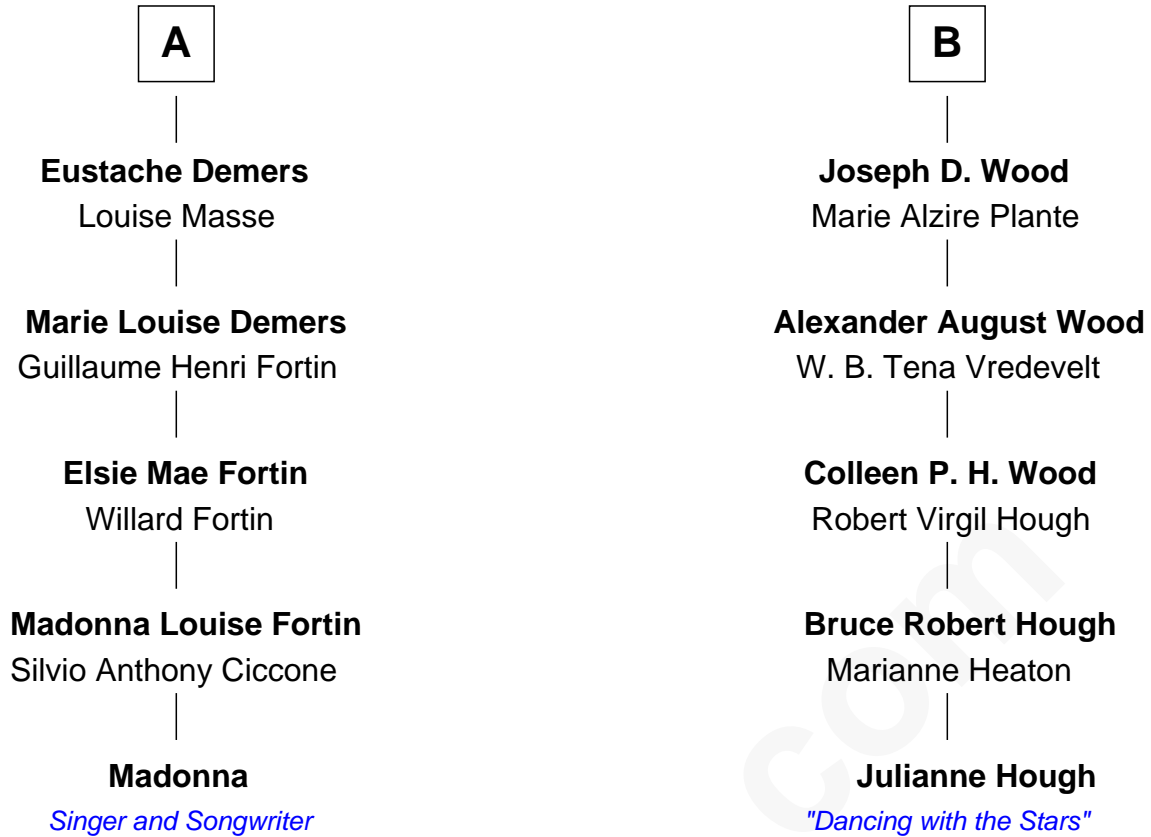 A
Eustache Demers
Louise Masse
Marie Louise Demers
Guillaume Henri Fortin
Elsie Mae Fortin
Willard Fortin
Madonna Louise Fortin
Silvio Anthony Ciccone
Madonna
Singer and Songwriter
B
Joseph D. Wood
Marie Alzire Plante
Alexander August Wood
W. B. Tena Vredevelt
Colleen P. H. Wood
Robert Virgil Hough
Bruce Robert Hough
Marianne Heaton
Julianne Hough
"Dancing with the Stars"
com